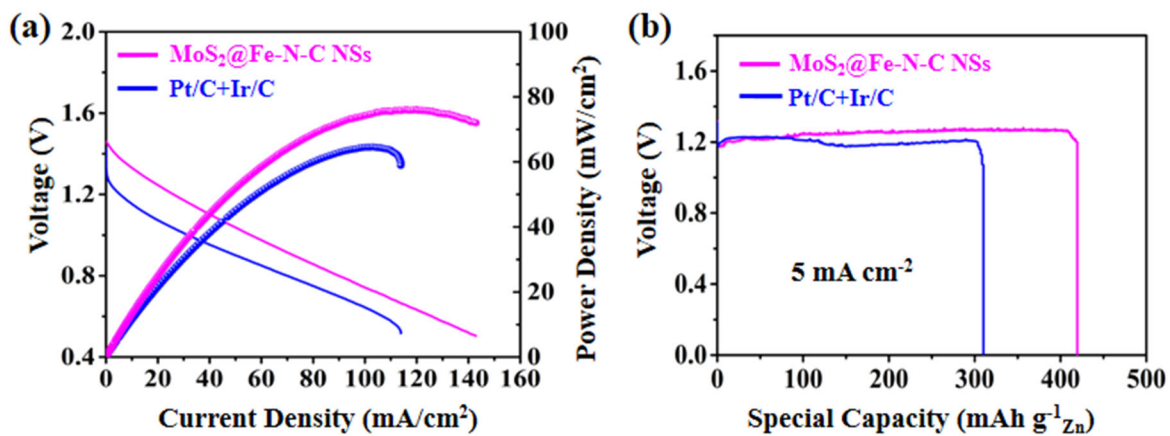 (a)
2.0
1.6
1.2
0.8
0.4
Voltage (V)
MoS₂@Fe-N-C NSs
Pt/C+Ir/C
100
80
60
40
20
0
Power Density (mW/cm²)
0 20 40 60 80 100 120 140 160
Current Density (mA/cm²)
(b)
1.6
1.2
0.8
0.4
0.0
Voltage (V)
MoS₂@Fe-N-C NSs
Pt/C+Ir/C
5 mA cm⁻²
0 100 200 300 400 500
Special Capacity (mAh g⁻¹Zn)